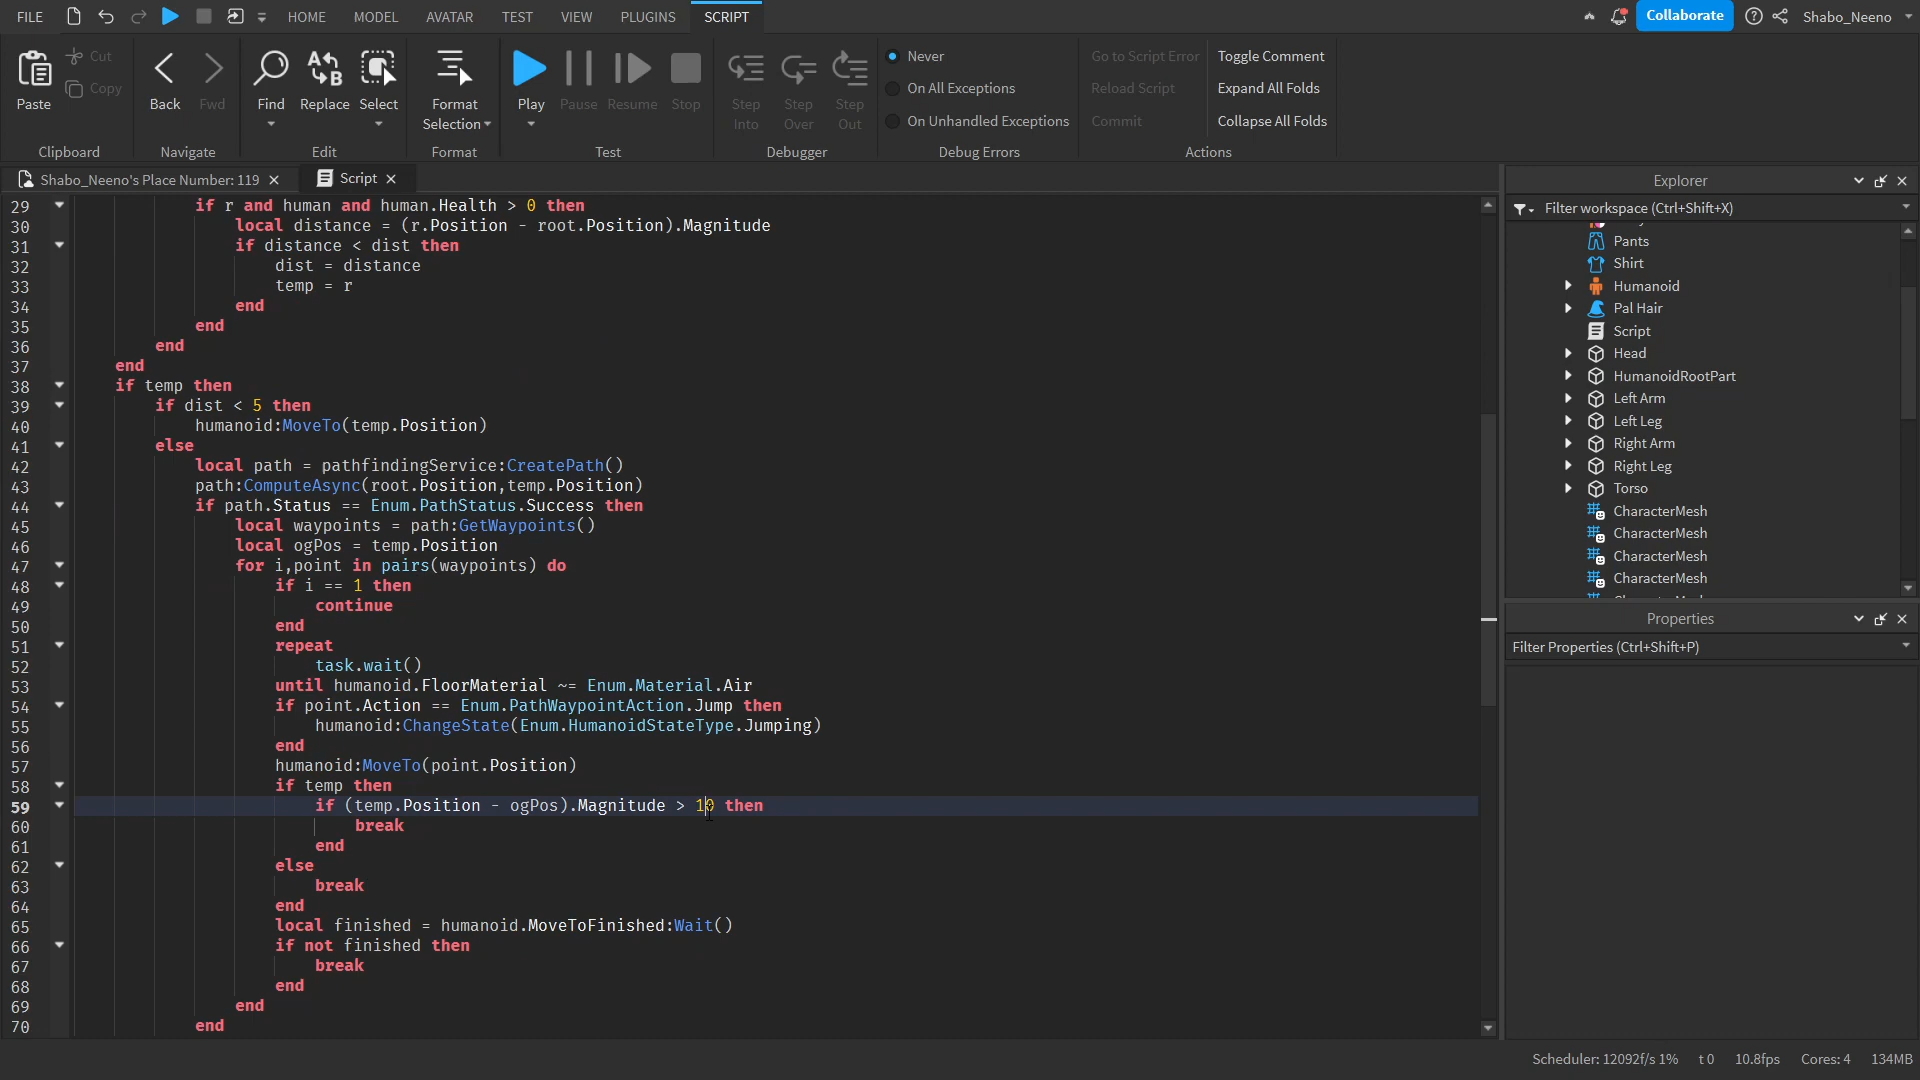 FILE HOME MODEL AVATAR TEST VIEW PLUGINS SCRIPT Collaborate Shabo_Neeno
Paste Cut Copy Back Fwd Find Replace Select Format Selection Play Pause Resume Stop Step Into Step Over Step Out
Never
On All Exceptions
On Unhandled Exceptions
Go to Script Error
Reload Script
Commit
Toggle Comment
Expand All Folds
Collapse All Folds
Clipboard Navigate Edit Format Test Debugger Debug Errors Actions
Shabo_Neeno's Place Number: 119 Script
29 if r and human and human.Health > 0 then
30 local distance = (r.Position - root.Position).Magnitude
31 if distance < dist then
32 dist = distance
33 temp = r
34 end
35 end
36 end
37 end
38 if temp then
39 if dist < 5 then
40 humanoid:MoveTo(temp.Position)
41 else
42 local path = pathfindingService:CreatePath()
43 path:ComputeAsync(root.Position,temp.Position)
44 if path.Status == Enum.PathStatus.Success then
45 local waypoints = path:GetWaypoints()
46 local ogPos = temp.Position
47 for i,point in pairs(waypoints) do
48 if i == 1 then
49 continue
50 end
51 repeat
52 task.wait()
53 until humanoid.FloorMaterial ~= Enum.Material.Air
54 if point.Action == Enum.PathWaypointAction.Jump then
55 humanoid:ChangeState(Enum.HumanoidStateType.Jumping)
56 end
57 humanoid:MoveTo(point.Position)
58 if temp then
59 if (temp.Position - ogPos).Magnitude > 10 then
60 break
61 end
62 else
63 break
64 end
65 local finished = humanoid.MoveToFinished:Wait()
66 if not finished then
67 break
68 end
69 end
70 end
Explorer
Filter workspace (Ctrl+Shift+X)
Pants
Shirt
Humanoid
Pal Hair
Script
Head
HumanoidRootPart
Left Arm
Left Leg
Right Arm
Right Leg
Torso
CharacterMesh
CharacterMesh
CharacterMesh
CharacterMesh
Properties
Filter Properties (Ctrl+Shift+P)
Scheduler: 12092f/s 1% t 0 10.8fps Cores: 4 134MB